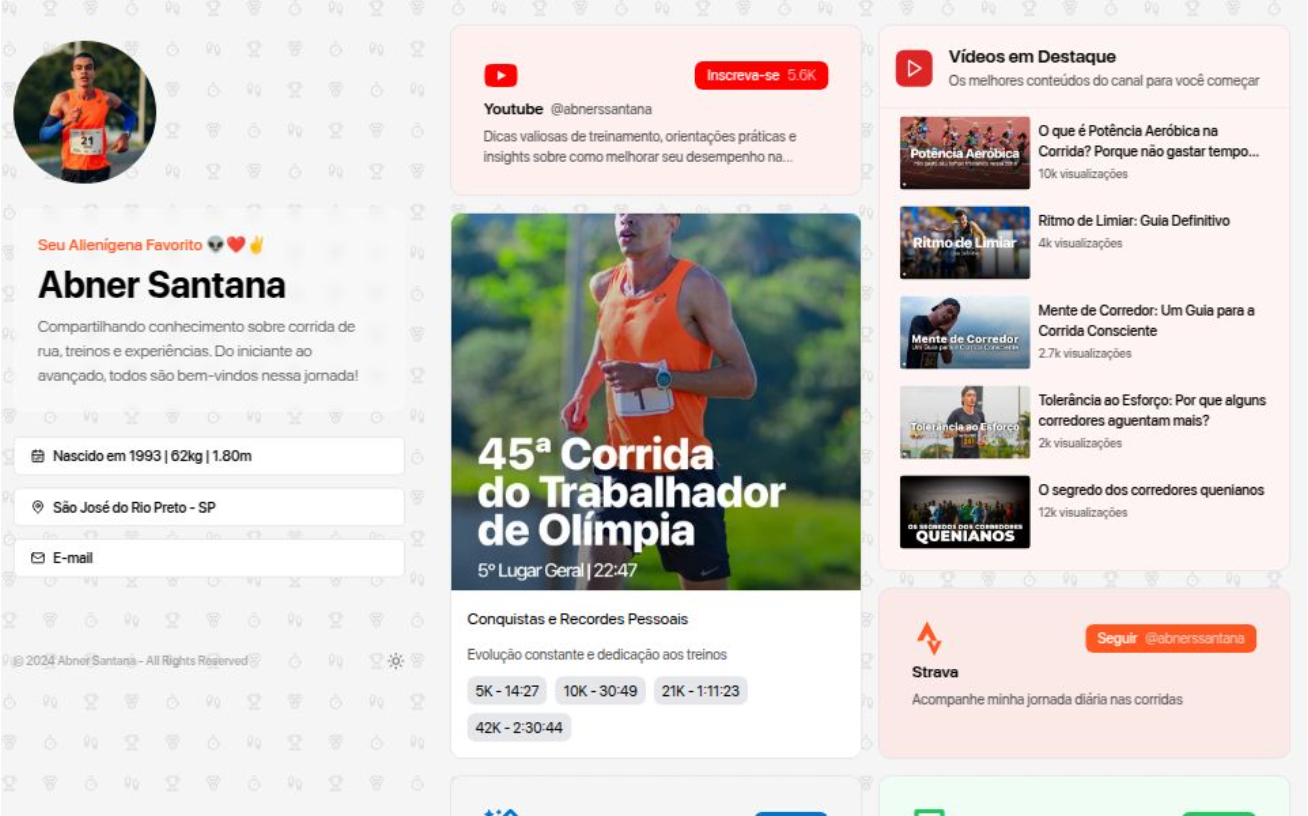 21
Seu Alienígena Favorito 👽❤️✌️
Abner Santana
Compartilhando conhecimento sobre corrida de
rua, treinos e experiências. Do iniciante ao
avançado, todos são bem-vindos nessa jornada!
Nascido em 1993 | 62kg | 1.80m
São José do Rio Preto - SP
E-mail
© 2024 Abner Santana - All Rights Reserved
Inscreva-se 5.6K
Youtube @abnerssantana
Dicas valiosas de treinamento, orientações práticas e
insights sobre como melhorar seu desempenho na...
45ª Corrida
do Trabalhador
de Olímpia
5º Lugar Geral | 22:47
Conquistas e Recordes Pessoais
Evolução constante e dedicação aos treinos
5K - 14:27 10K - 30:49 21K - 1:11:23
42K - 2:30:44
Vídeos em Destaque
Os melhores conteúdos do canal para você começar
Potência Aeróbica
O que é Potência Aeróbica na
Corrida? Porque não gastar tempo...
10k visualizações
Ritmo de Limiar
Ritmo de Limiar: Guia Definitivo
4k visualizações
Mente de Corredor
Um Guia para a Corrida Consciente
Mente de Corredor: Um Guia para a
Corrida Consciente
2.7k visualizações
Tolerância ao Esforço
Tolerância ao Esforço: Por que alguns
corredores aguentam mais?
2k visualizações
OS SEGREDOS DOS CORREDORES
QUENIANOS
O segredo dos corredores quenianos
12k visualizações
Seguir @abnerssantana
Strava
Acompanhe minha jornada diária nas corridas